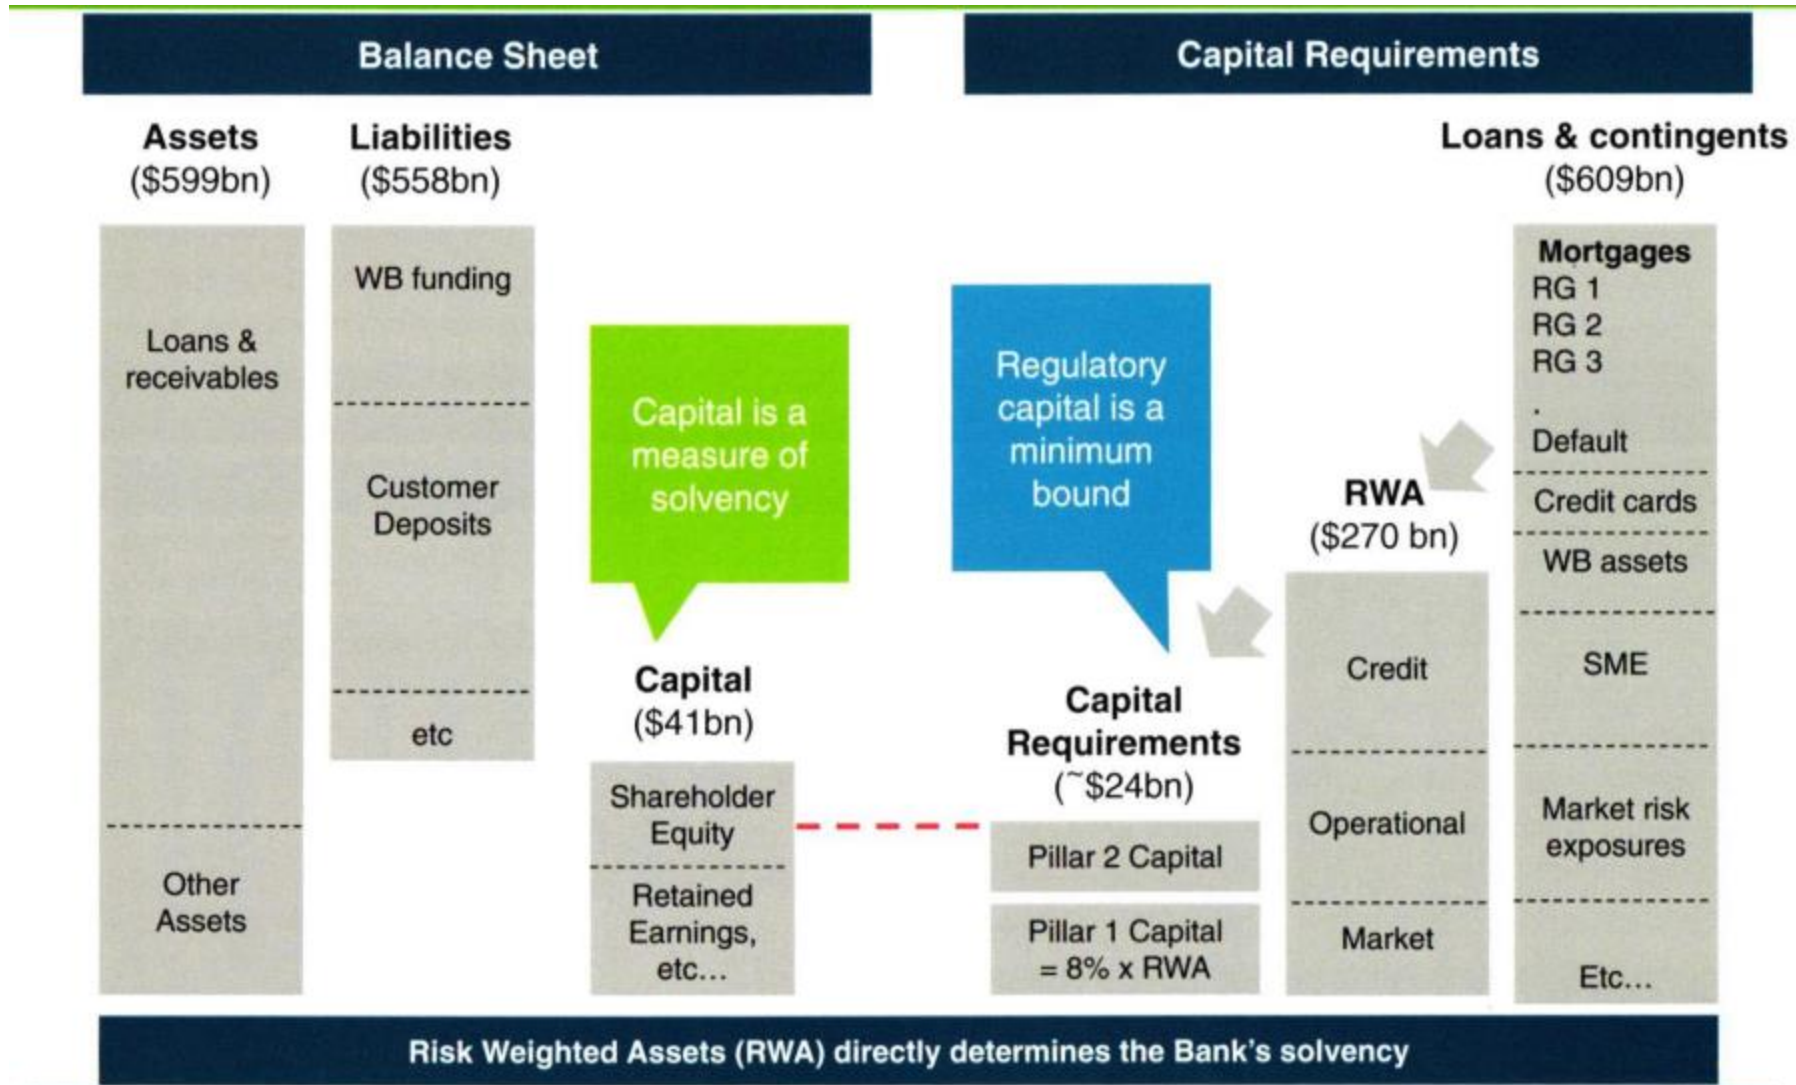 Balance Sheet
Capital Requirements
Assets
($599bn)
Liabilities
($558bn)
Loans & contingents
($609bn)
Loans &
receivables
Other
Assets
WB funding
Customer
Deposits
etc
Capital is a
measure of
solvency
Capital
($41bn)
Shareholder
Equity
Retained
Earnings,
etc...
Regulatory
capital is a
minimum
bound
Capital
Requirements
(~$24bn)
Pillar 2 Capital
Pillar 1 Capital
= 8% x RWA
RWA
($270 bn)
Credit
Operational
Market
Mortgages
RG 1
RG 2
RG 3
.
Default
Credit cards
WB assets
SME
Market risk
exposures
Etc...
Risk Weighted Assets (RWA) directly determines the Bank's solvency